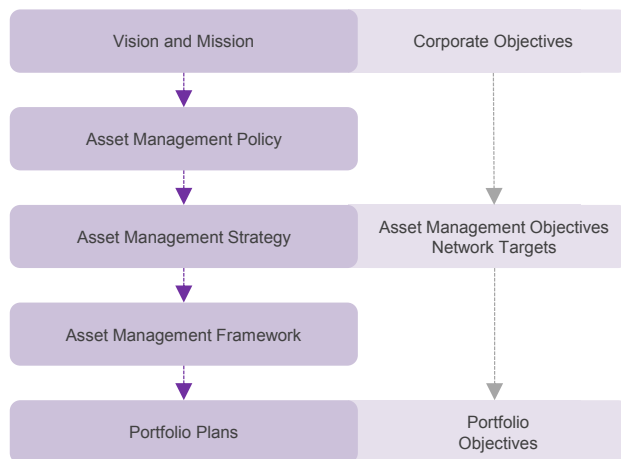 Vision and Mission
Corporate Objectives
Asset Management Policy
Asset Management Strategy
Asset Management Objectives
Network Targets
Asset Management Framework
Portfolio Plans
Portfolio
Objectives